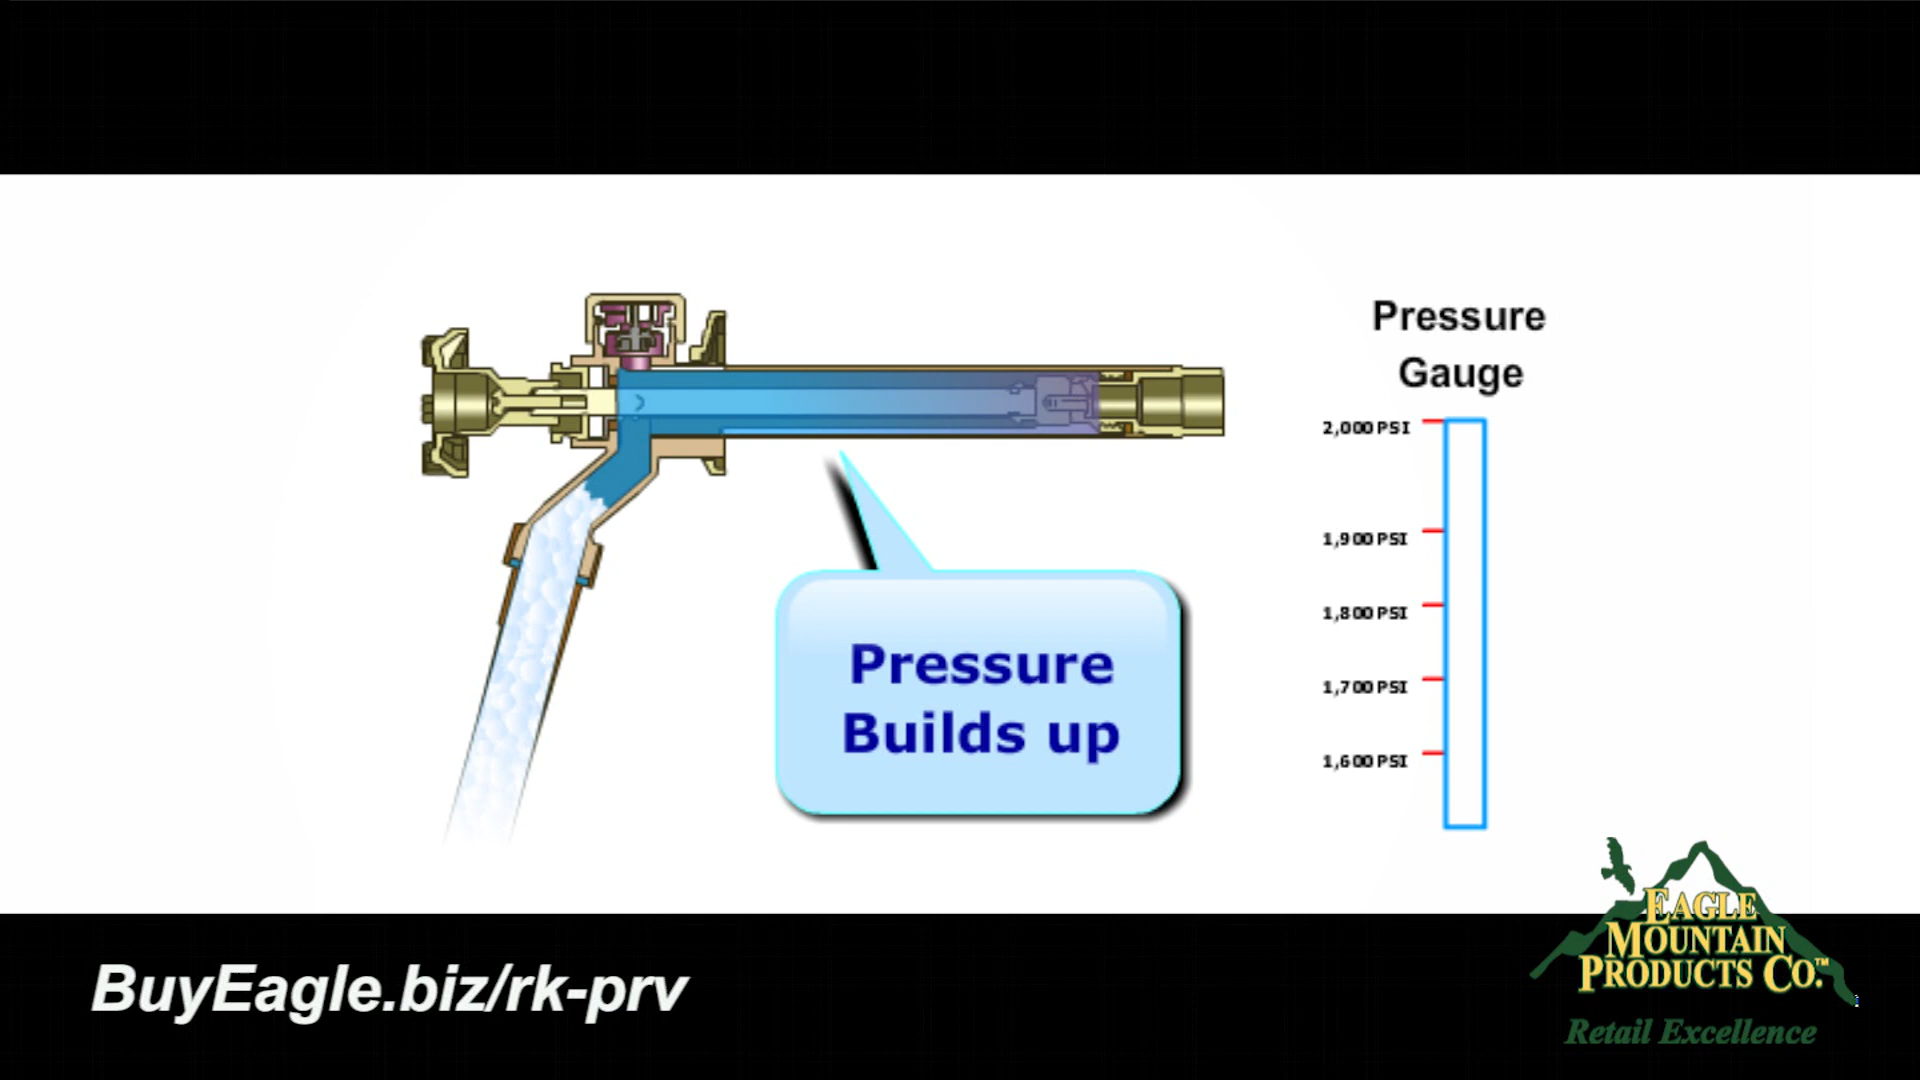 Pressure
Gauge
2,000 PSI
1,900 PSI
1,800 PSI
1,700 PSI
1,600 PSI
Pressure
Builds up
BuyEagle.biz/rk-prv
EAGLE
MOUNTAIN
PRODUCTS CO.™
Retail Excellence